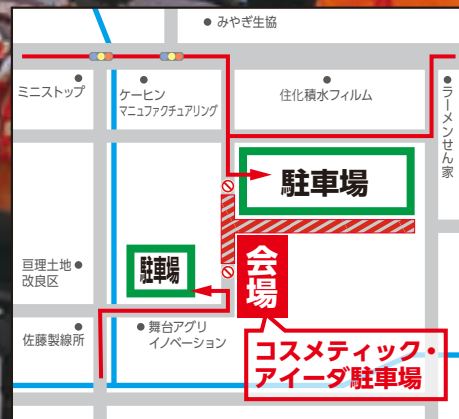 みやぎ生協
ミニストップ
ケーヒン
マニュファクチュアリング
住化積水フィルム
ラーメンせん家
駐車場
駐車場
亘理土地
改良区
会場
佐藤製線所
舞台アグリ
イノベーション
コスメティック・
アイーダ駐車場